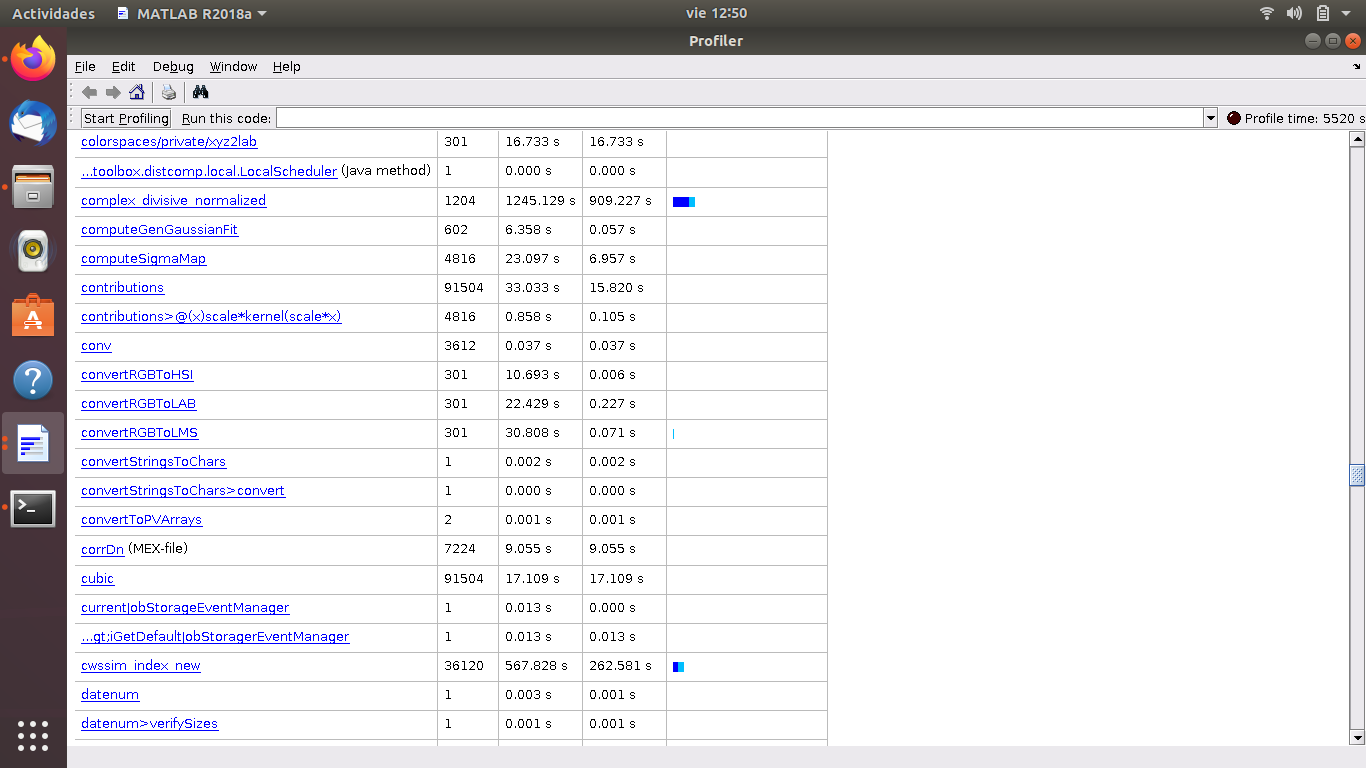 Actividades MATLAB R2018a vie 12:50
Profiler
File Edit Debug Window Help
Start Profiling Run this code: Profile time: 5520 s
colorspaces/private/xyz2lab 301 16.733 s 16.733 s
...toolbox.distcomp.local.LocalScheduler (Java method) 1 0.000 s 0.000 s
complex_divisive_normalized 1204 1245.129 s 909.227 s
computeGenGaussianFit 602 6.358 s 0.057 s
computeSigmaMap 4816 23.097 s 6.957 s
contributions 91504 33.033 s 15.820 s
contributions>@(x)scale*kernel(scale*x) 4816 0.858 s 0.105 s
conv 3612 0.037 s 0.037 s
convertRGBToHSI 301 10.693 s 0.006 s
convertRGBToLAB 301 22.429 s 0.227 s
convertRGBToLMS 301 30.808 s 0.071 s
convertStringsToChars 1 0.002 s 0.002 s
convertStringsToChars>convert 1 0.000 s 0.000 s
convertToPVArrays 2 0.001 s 0.001 s
corrDn (MEX-file) 7224 9.055 s 9.055 s
cubic 91504 17.109 s 17.109 s
currentJobStorageEventManager 1 0.013 s 0.000 s
...gt;iGetDefaultJobStoragerEventManager 1 0.013 s 0.013 s
cwssim_index_new 36120 567.828 s 262.581 s
datenum 1 0.003 s 0.001 s
datenum>verifySizes 1 0.001 s 0.001 s